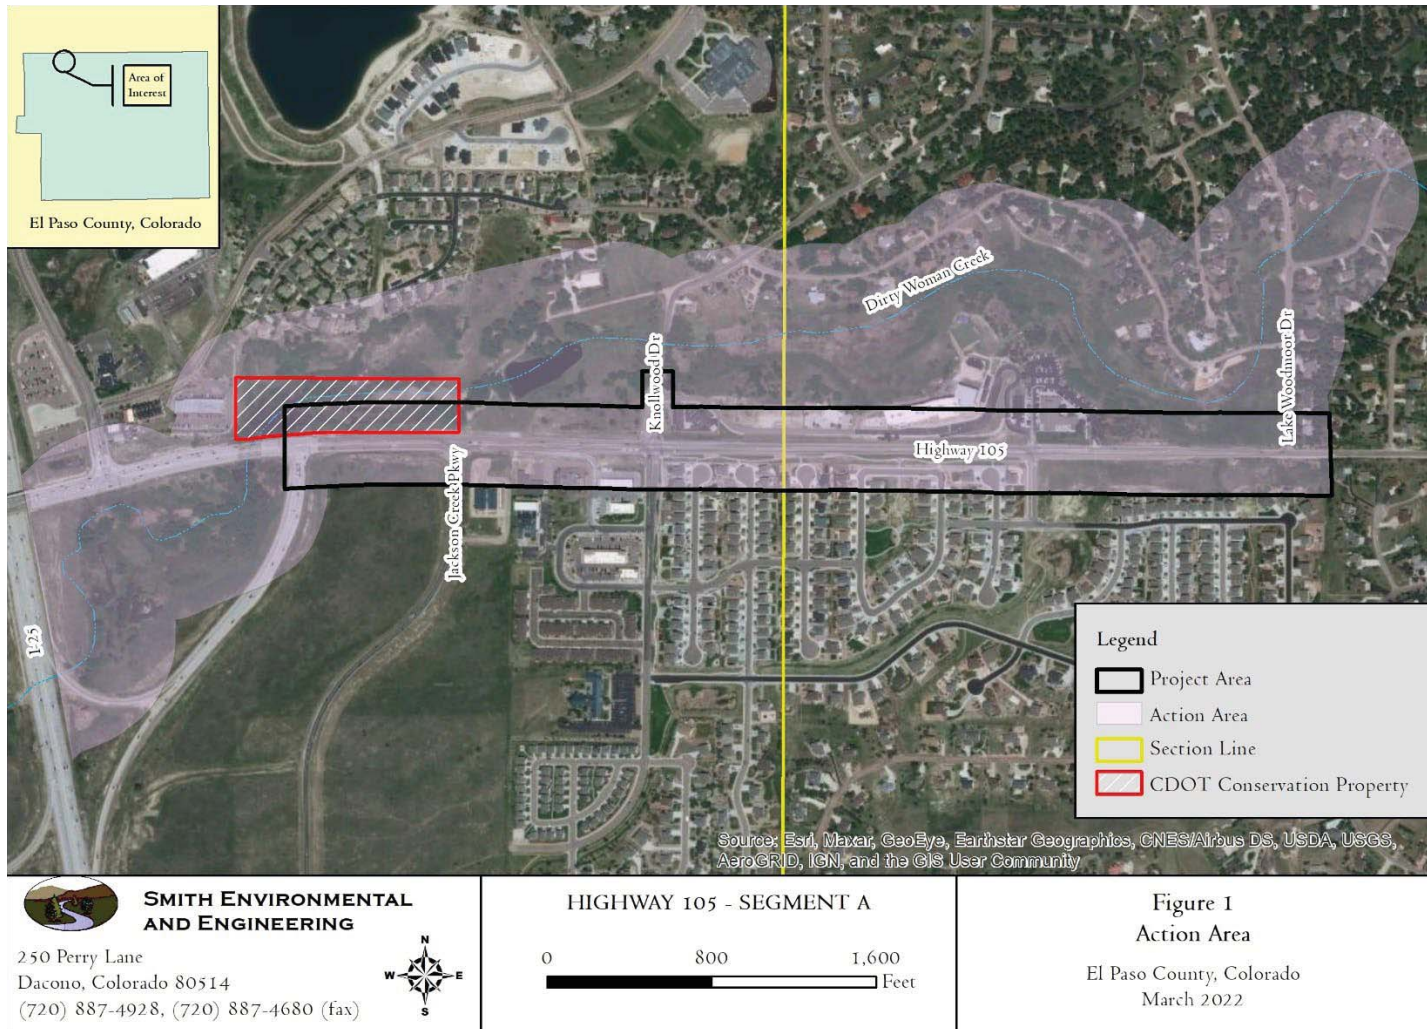 Area of
Interest
El Paso County, Colorado
Dirty Woman Creek
Knollwood Dr
Lake Woodmoor Dr
Highway 105
Jackson Creek Pkwy
I-25
Legend
Project Area
Action Area
Section Line
CDOT Conservation Property
Source: Esri, Maxar, GeoEye, Earthstar Geographics, CNES/Airbus DS, USDA, USGS,
AeroGRID, IGN, and the GIS User Community
SMITH ENVIRONMENTAL
AND ENGINEERING
250 Perry Lane
Dacono, Colorado 80514
(720) 887-4928, (720) 887-4680 (fax)
N
W E
S
HIGHWAY 105 - SEGMENT A
0 800 1,600
Feet
Figure 1
Action Area
El Paso County, Colorado
March 2022